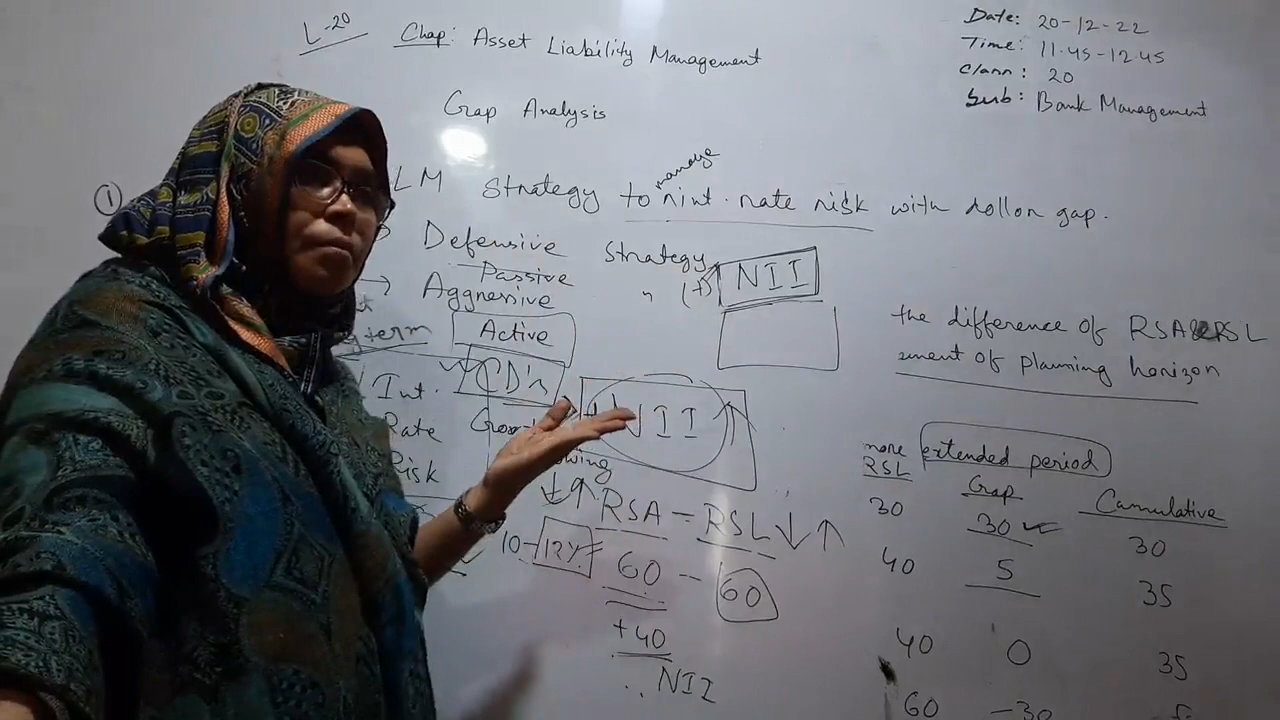 L-20
Chap: Asset Liability Management
Date: 20-12-22
Time: 11.45-12.45
Class: 20
Sub: Bank Management
Gap Analysis
①
LM Strategy to manage int. rate risk with dollar gap.
→ Defensive Strategy
Passive
→ Aggressive " (+) NII
term
Active
the difference of RSA & RSL
ment of planning horizon
CD's
Int.
Rate
Risk
NII ↑
↓↑ RSA - RSL ↓ ↑
10-12%
60 - 60
+40
∴ NII
more RSL
extended period
Gap
Cumulative
30 30 ✓ 30
40 5 35
40 0 35
60 -30